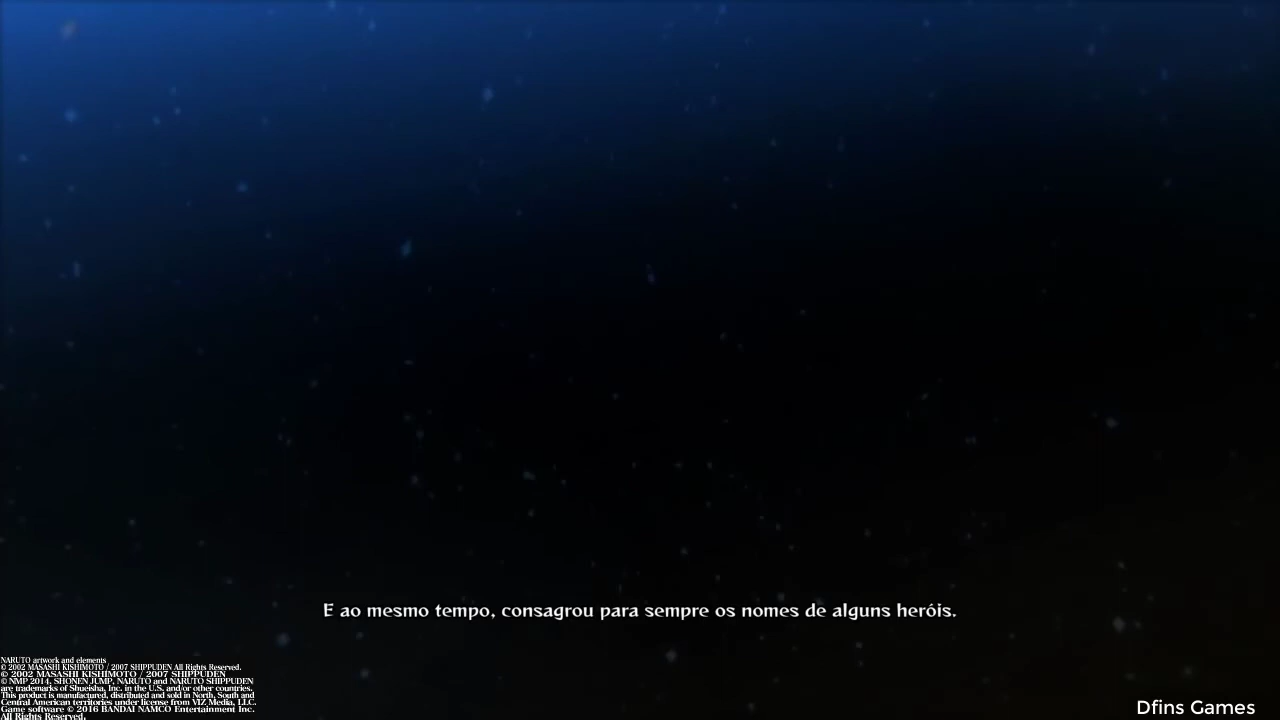 E ao mesmo tempo, consagrou para sempre os nomes de alguns heróis.
NARUTO artwork and elements
© 2002 MASASHI KISHIMOTO / 2007 SHIPPUDEN All Rights Reserved.
© 2002 MASASHI KISHIMOTO / 2007 SHIPPUDEN
© NMP 2014, SHONEN JUMP, NARUTO and NARUTO SHIPPUDEN
are trademarks of Shueisha, Inc. in the U.S. and/or other countries.
This product is manufactured, distributed and sold in North, South and
Central American territories under license from VIZ Media, LLC.
Game software © 2016 BANDAI NAMCO Entertainment Inc.
All Rights Reserved.
Dfins Games